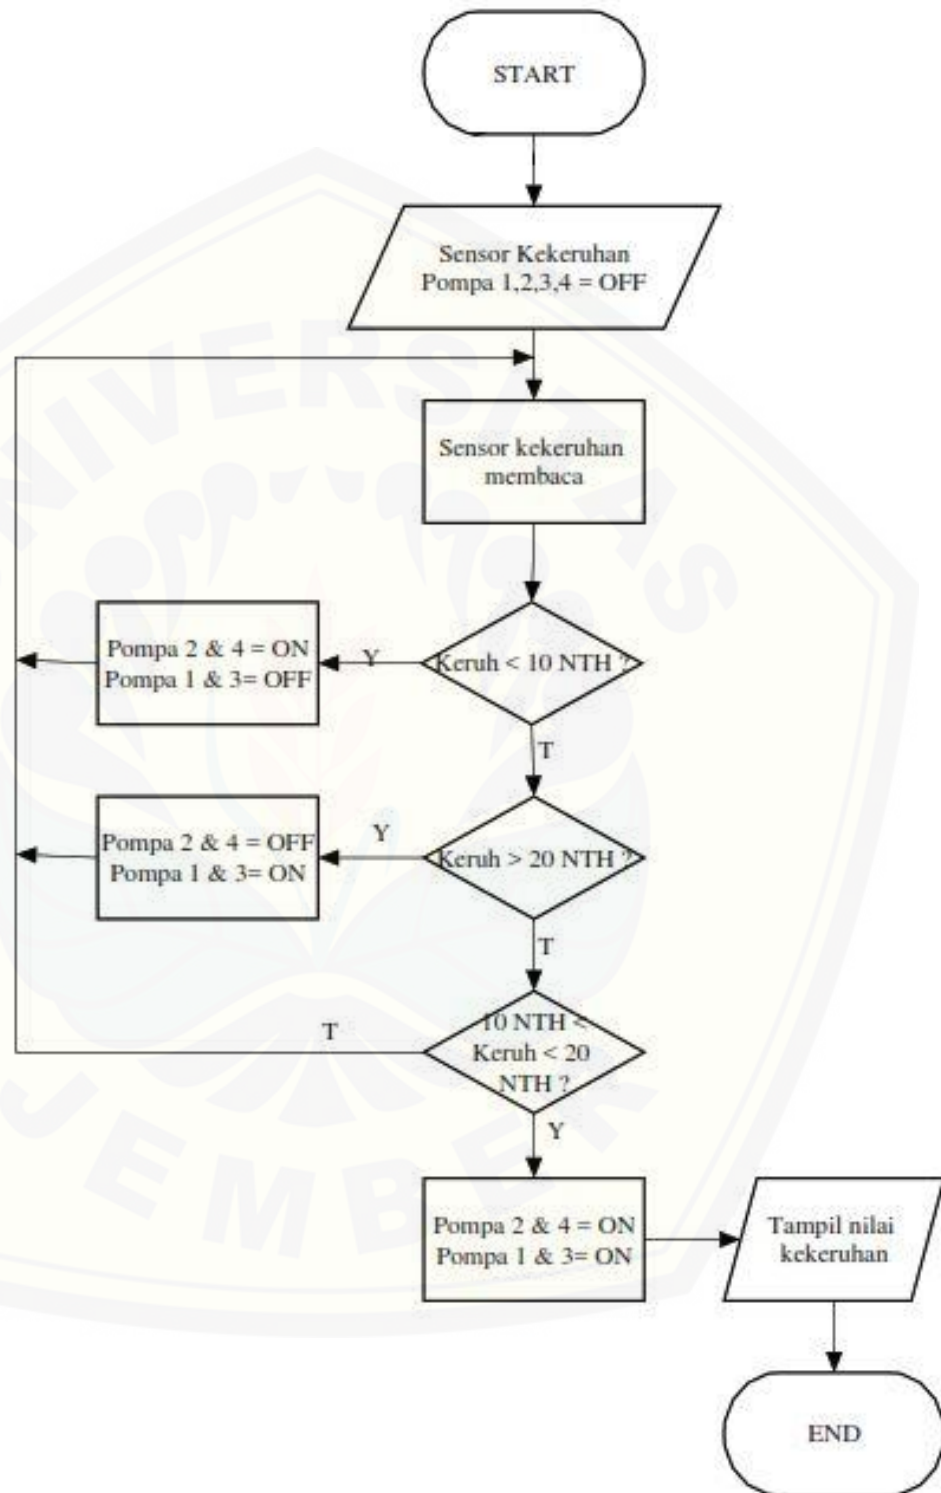 START
Sensor Kekeruhan
Pompa 1,2,3,4 = OFF
Sensor kekeruhan
membaca
Keruh < 10 NTH ?
Y
Pompa 2 & 4 = ON
Pompa 1 & 3= OFF
T
Keruh > 20 NTH ?
Y
Pompa 2 & 4 = OFF
Pompa 1 & 3= ON
T
10 NTH <
Keruh < 20
NTH ?
T
Y
Pompa 2 & 4 = ON
Pompa 1 & 3= ON
Tampil nilai
kekeruhan
END
UNIVERSITAS
JEMBER